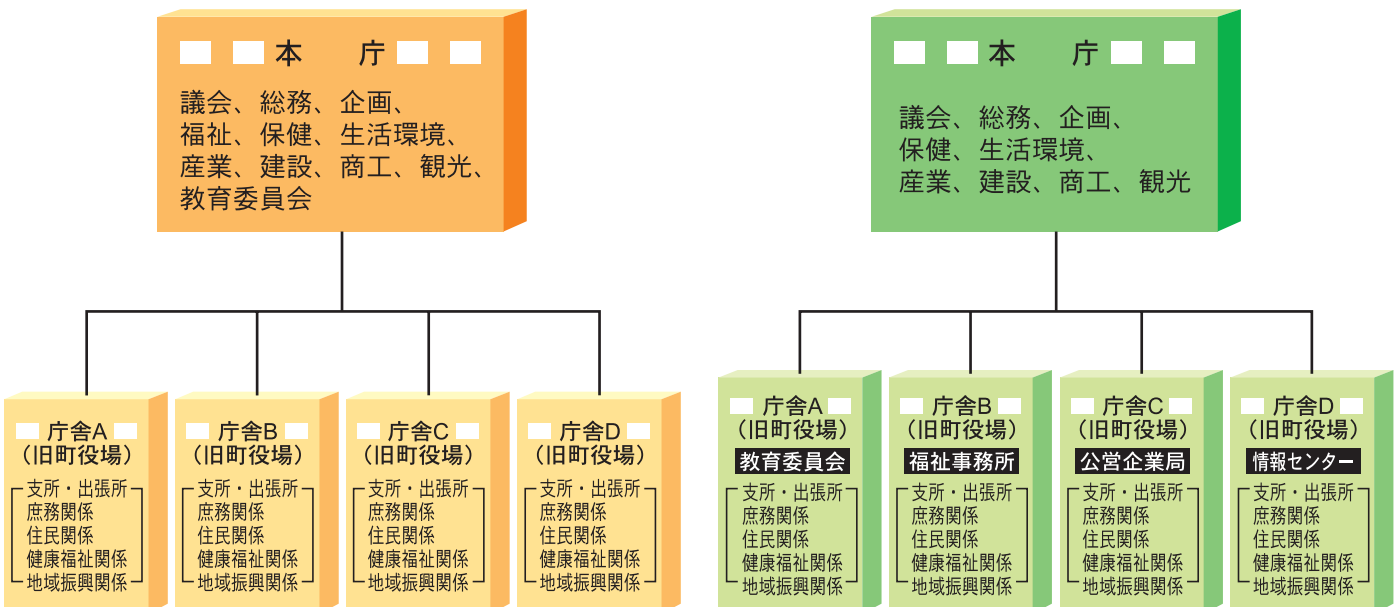 本　庁
議会、総務、企画、
福祉、保健、生活環境、
産業、建設、商工、観光、
教育委員会
庁舎A
（旧町役場）
支所・出張所
庶務関係
住民関係
健康福祉関係
地域振興関係
庁舎B
（旧町役場）
支所・出張所
庶務関係
住民関係
健康福祉関係
地域振興関係
庁舎C
（旧町役場）
支所・出張所
庶務関係
住民関係
健康福祉関係
地域振興関係
庁舎D
（旧町役場）
支所・出張所
庶務関係
住民関係
健康福祉関係
地域振興関係
本　庁
議会、総務、企画、
保健、生活環境、
産業、建設、商工、観光
庁舎A
（旧町役場）
教育委員会
支所・出張所
庶務関係
住民関係
健康福祉関係
地域振興関係
庁舎B
（旧町役場）
福祉事務所
支所・出張所
庶務関係
住民関係
健康福祉関係
地域振興関係
庁舎C
（旧町役場）
公営企業局
支所・出張所
庶務関係
住民関係
健康福祉関係
地域振興関係
庁舎D
（旧町役場）
情報センター
支所・出張所
庶務関係
住民関係
健康福祉関係
地域振興関係